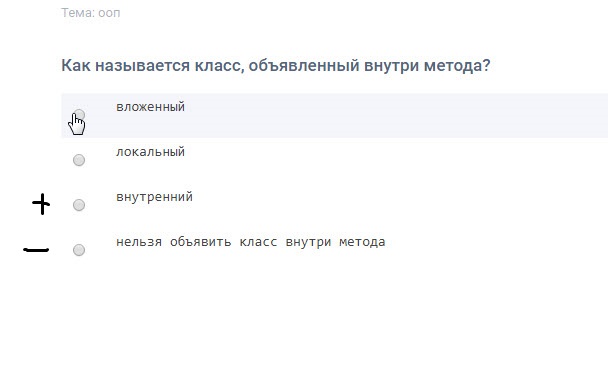 Тема: ооп
Как называется класс, объявленный внутри метода?
вложенный
локальный
+ внутренний
— нельзя объявить класс внутри метода